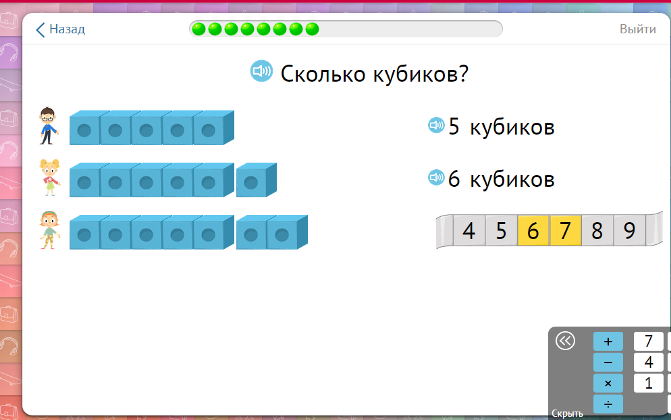 Назад
Выйти
Сколько кубиков?
5 кубиков
6 кубиков
4 5 6 7 8 9
+ 7
− 4
× 1
÷
Скрыть